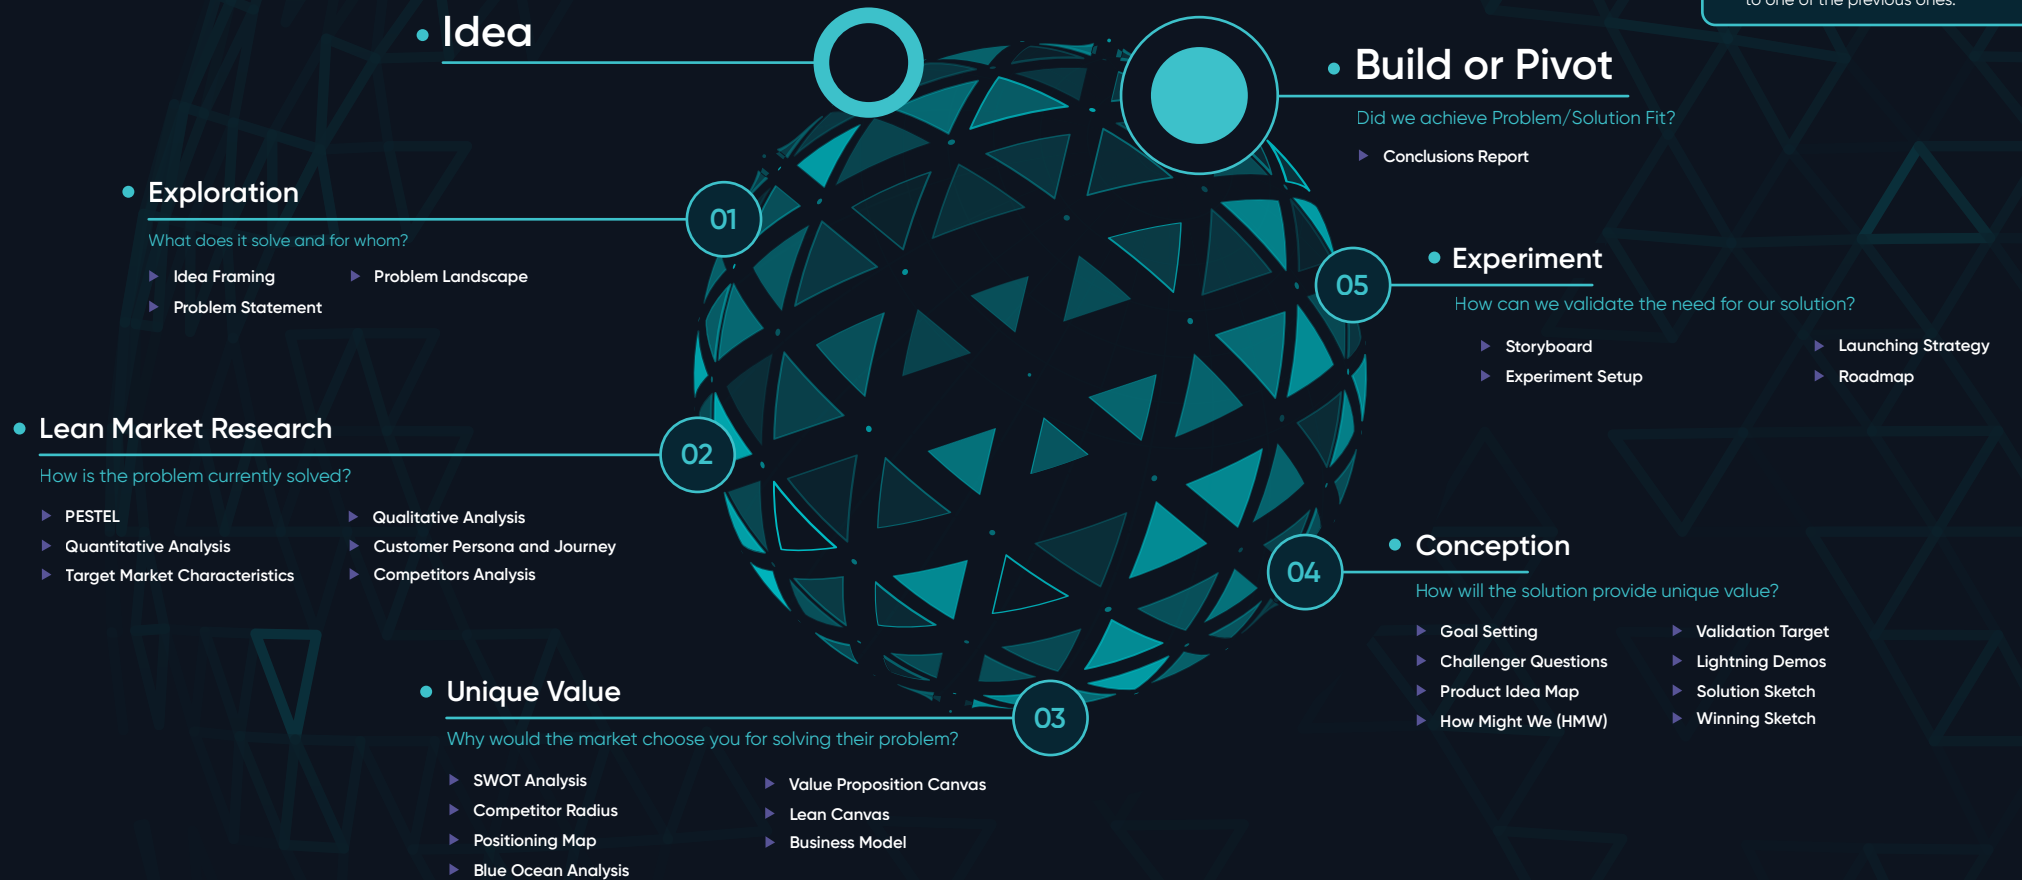 to one of the previous ones.
Idea
Build or Pivot
Did we achieve Problem/Solution Fit?
Conclusions Report
Exploration
01
What does it solve and for whom?
Idea Framing
Problem Landscape
Problem Statement
05
Experiment
How can we validate the need for our solution?
Storyboard
Launching Strategy
Experiment Setup
Roadmap
Lean Market Research
02
How is the problem currently solved?
PESTEL
Qualitative Analysis
Quantitative Analysis
Customer Persona and Journey
Target Market Characteristics
Competitors Analysis
04
Conception
How will the solution provide unique value?
Goal Setting
Validation Target
Challenger Questions
Lightning Demos
Product Idea Map
Solution Sketch
How Might We (HMW)
Winning Sketch
Unique Value
03
Why would the market choose you for solving their problem?
SWOT Analysis
Value Proposition Canvas
Competitor Radius
Lean Canvas
Positioning Map
Business Model
Blue Ocean Analysis